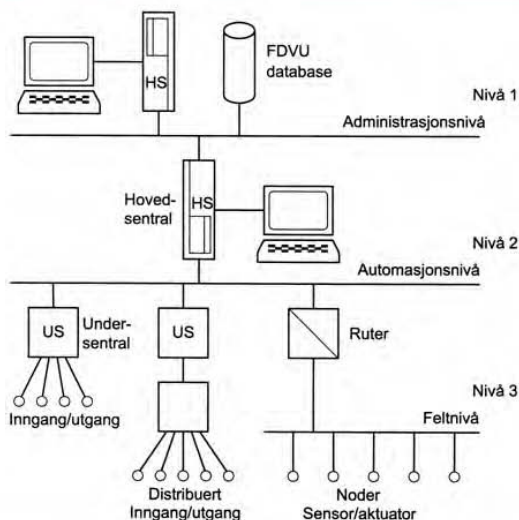 HS
FDVU
database
Nivå 1
Administrasjonsnivå
Hoved-
sentral
HS
Nivå 2
Automasjonsnivå
US
Under-
sentral
US
Ruter
Nivå 3
Inngang/utgang
Feltnivå
Distribuert
Inngang/utgang
Noder
Sensor/aktuator